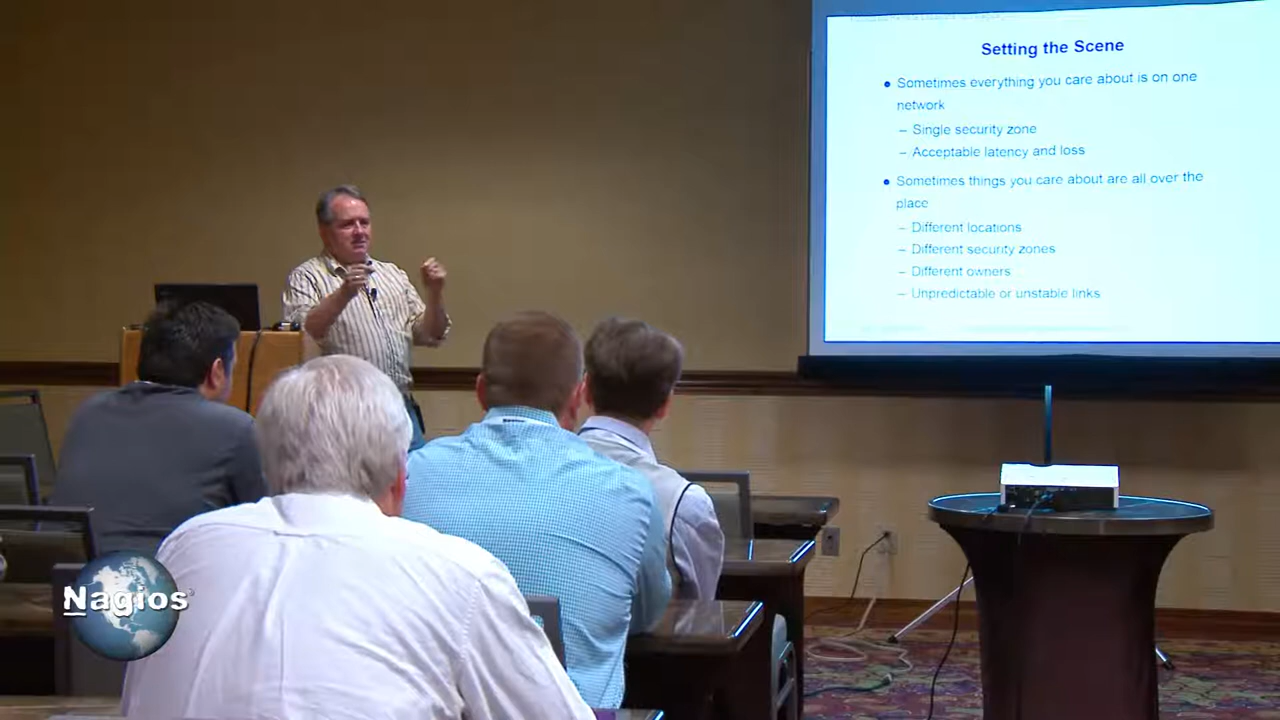 Setting the Scene
• Sometimes everything you care about is on one
network
– Single security zone
– Acceptable latency and loss
• Sometimes things you care about are all over the
place
– Different locations
– Different security zones
– Different owners
– Unpredictable or unstable links
Nagios